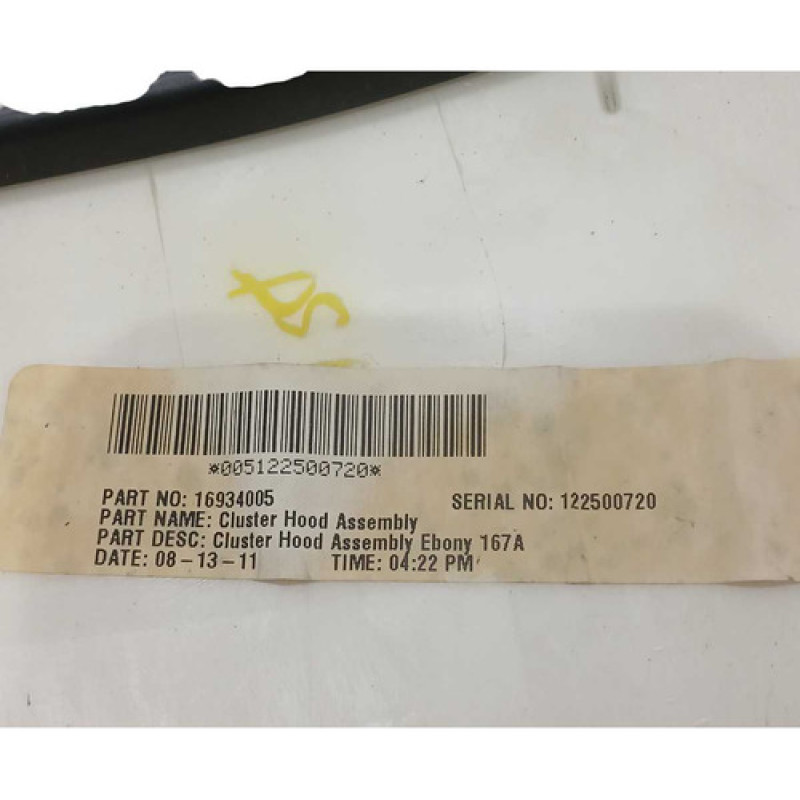 *005122500720*
PART NO: 16934005 SERIAL NO: 122500720
PART NAME: Cluster Hood Assembly
PART DESC: Cluster Hood Assembly Ebony 167A
DATE: 08-13-11 TIME: 04:22 PM